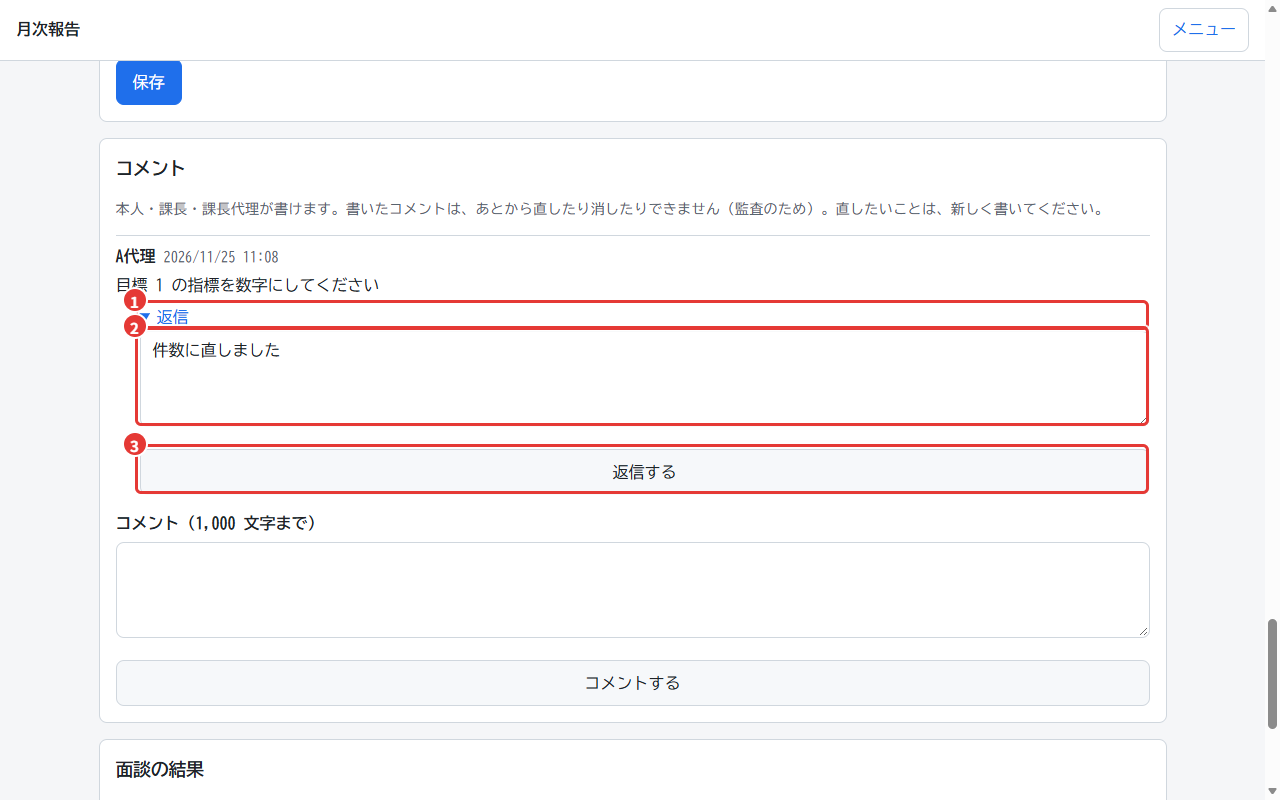 月次報告
メニュー
保存
コメント
本人・課長・課長代理が書けます。書いたコメントは、あとから直したり消したりできません（監査のため）。直したいことは、新しく書いてください。
A代理 2026/11/25 11:08
目標 1 の指標を数字にしてください
1
▼ 返信
2
件数に直しました
3
返信する
コメント（1,000 文字まで）
コメントする
面談の結果